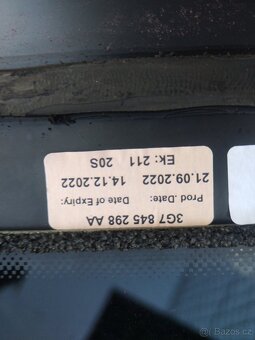 3G7 845 298 AA
Prod. Date: Date of Expiry:
21.09.2022 14.12.2022
Ek: 211 20S
Bazoš.cz